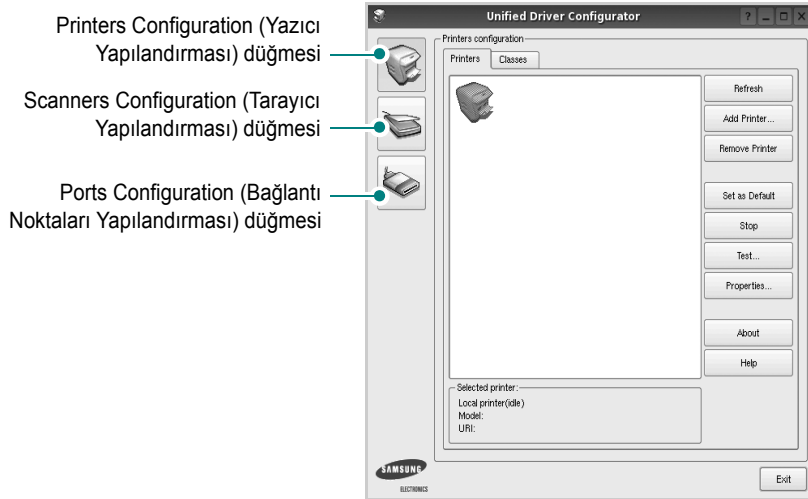 Printers Configuration (Yazıcı
Yapılandırması) düğmesi
Scanners Configuration (Tarayıcı
Yapılandırması) düğmesi
Ports Configuration (Bağlantı
Noktaları Yapılandırması) düğmesi
Unified Driver Configurator
Printers configuration
Printers
Classes
Refresh
Add Printer...
Remove Printer
Set as Default
Stop
Test...
Properties...
About
Help
Selected printer:
Local printer(idle)
Model:
URI:
SAMSUNG
ELECTRONICS
Exit